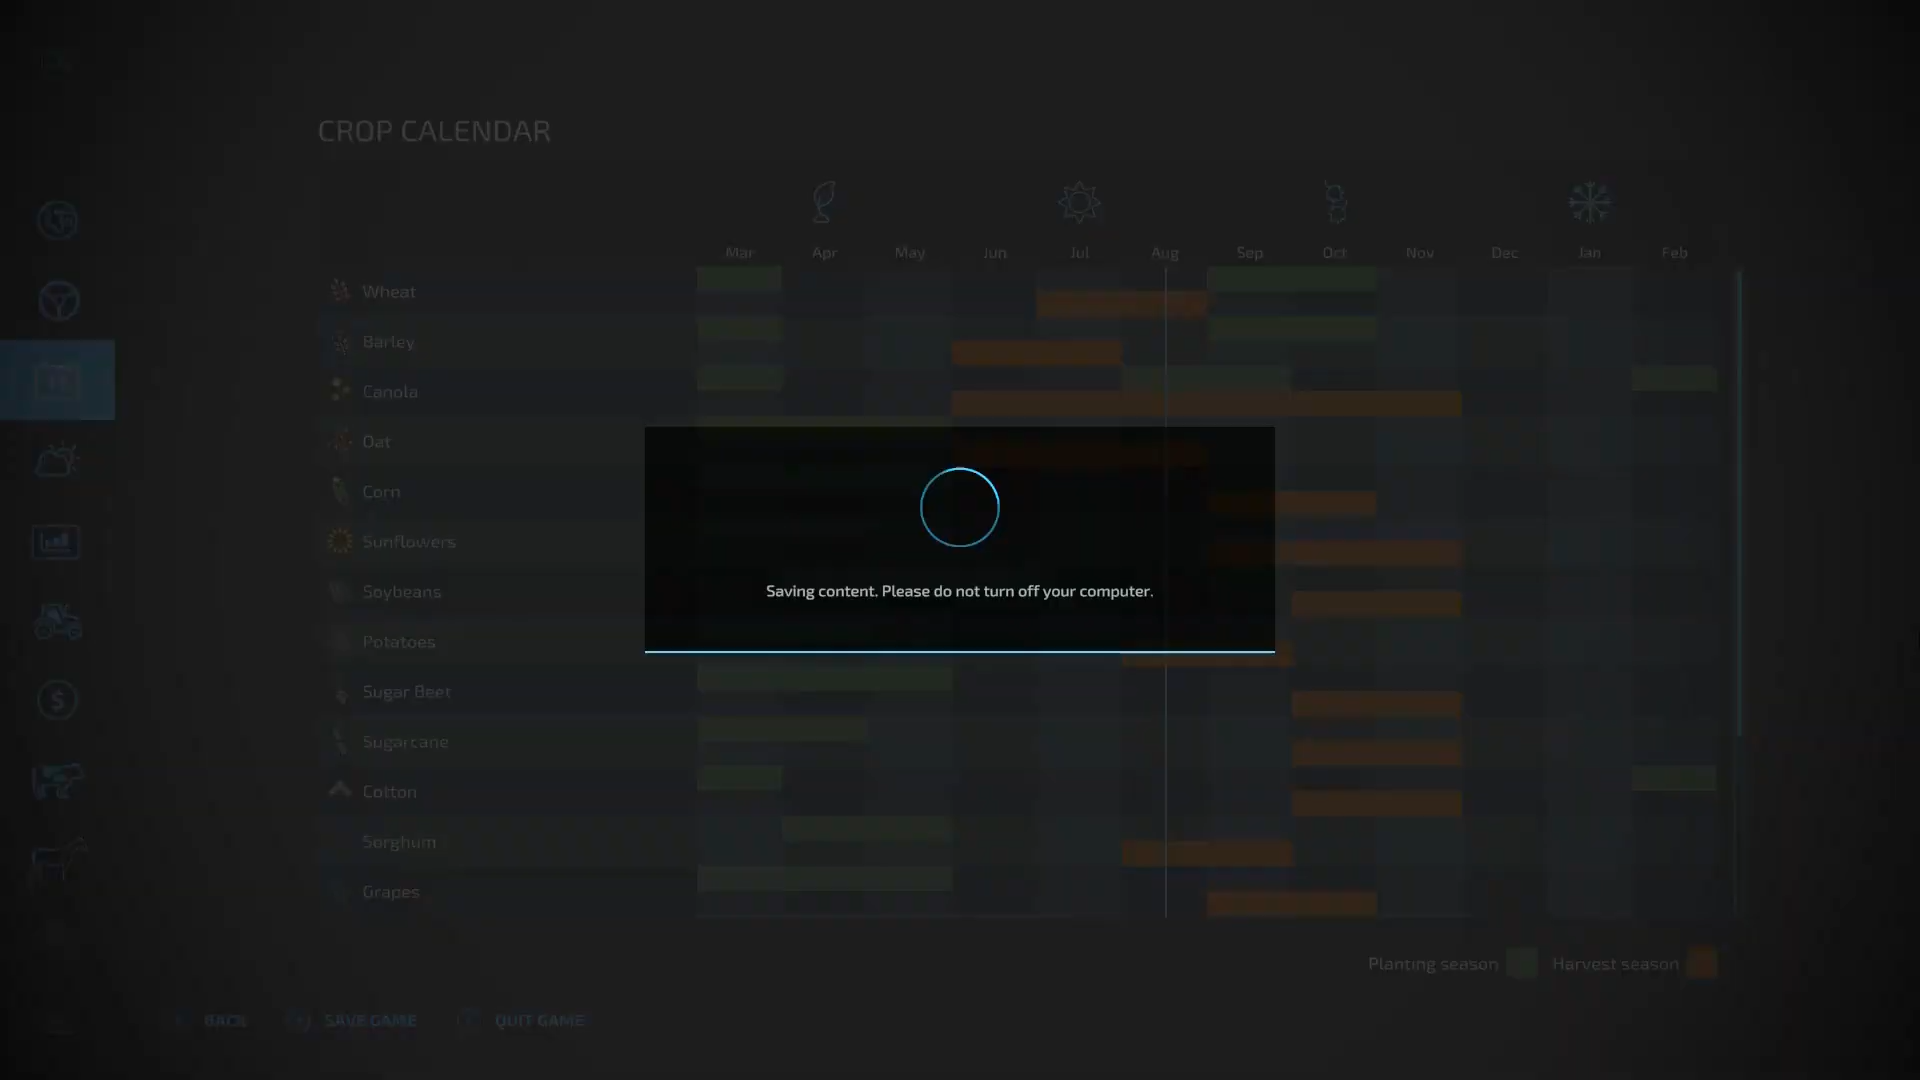 CROP CALENDAR
Mar Apr May Jun Jul Aug Sep Oct Nov Dec Jan Feb
Wheat
Barley
Canola
Oat
Corn
Sunflowers
Soybeans
Potatoes
Sugar Beet
Sugarcane
Cotton
Sorghum
Grapes
Saving content. Please do not turn off your computer.
Planting season Harvest season
BACK SAVE GAME QUIT GAME